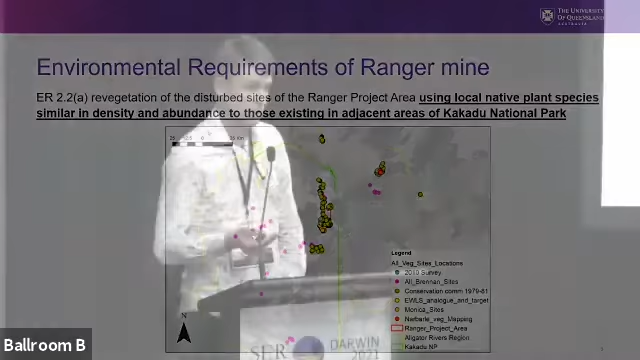 THE UNIVERSITY
OF QUEENSLAND
AUSTRALIA
Environmental Requirements of Ranger mine
ER 2.2(a) revegetation of the disturbed sites of the Ranger Project Area using local native plant species
similar in density and abundance to those existing in adjacent areas of Kakadu National Park
N
Legend
All_Veg_Sites_Locations
2010 Survey
All_Brennan_Sites
Conservation comm 1979-81
EWLS_analogue_and_target
Monica_Sites
Narbarle_veg_Mapping
Ranger_Project_Area
Alligator Rivers Region
Kakadu NP
SER
DARWIN
2021
Ballroom B